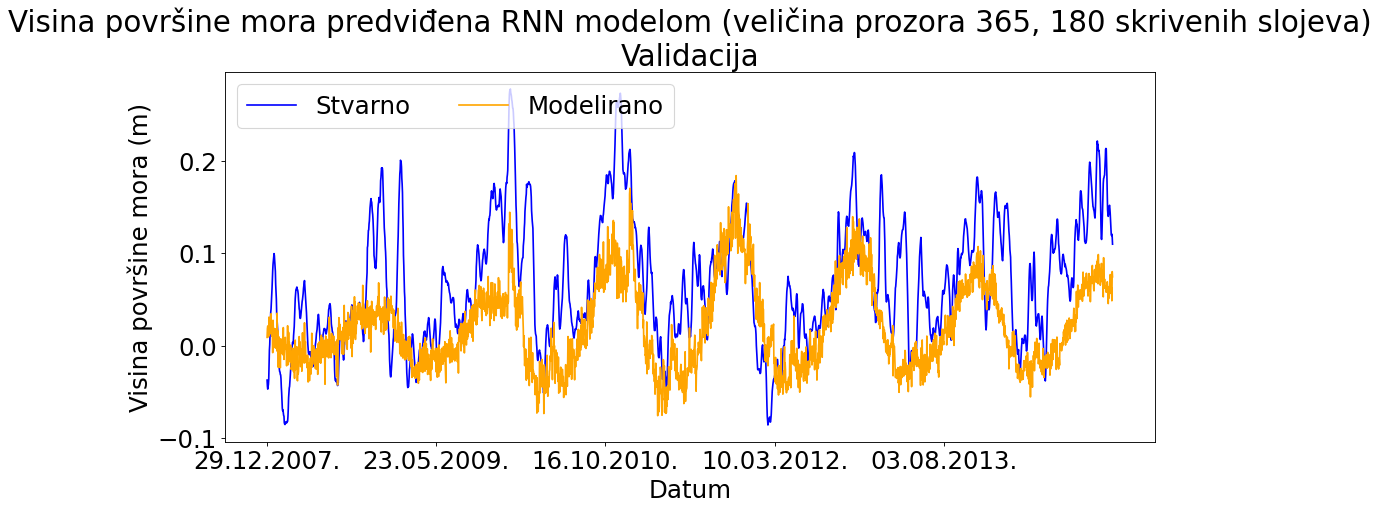 Visina površine mora predviđena RNN modelom (veličina prozora 365, 180 skrivenih slojeva)
Validacija
Stvarno
Modelirano
Visina površine mora (m)
0.2
0.1
0.0
−0.1
29.12.2007.
23.05.2009.
16.10.2010.
10.03.2012.
03.08.2013.
Datum